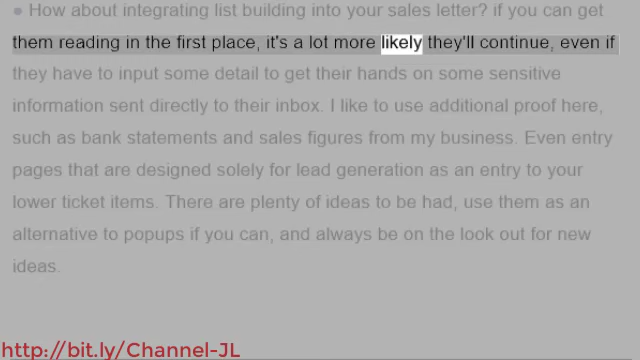 ● How about integrating list building into your sales letter? if you can get
them reading in the first place, it's a lot more likely they'll continue, even if
they have to input some detail to get their hands on some sensitive
information sent directly to their inbox. I like to use additional proof here,
such as bank statements and sales figures from my business. Even entry
pages that are designed solely for lead generation as an entry to your
lower ticket items. There are plenty of ideas to be had, use them as an
alternative to popups if you can, and always be on the look out for new
ideas.
http://bit.ly/Channel-JL